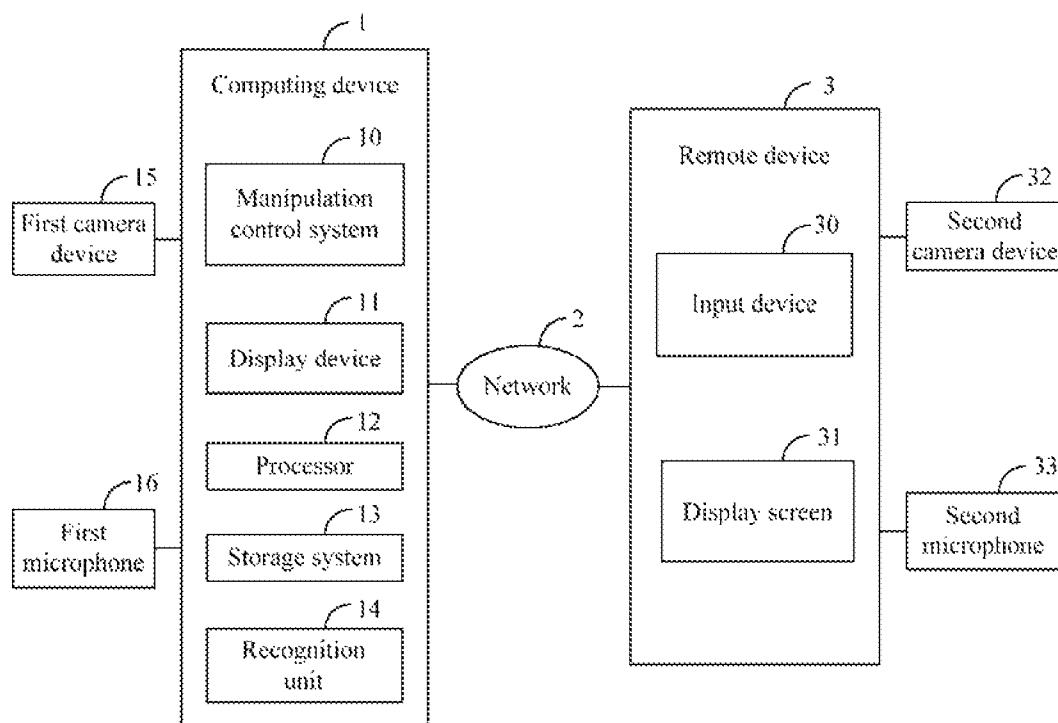 1
Computing device
10
Manipulation
control system
11
Display device
12
Processor
13
Storage system
14
Recognition
unit
15
First camera
device
16
First
microphone
2
Network
3
Remote device
30
Input device
31
Display screen
32
Second
camera device
33
Second
microphone